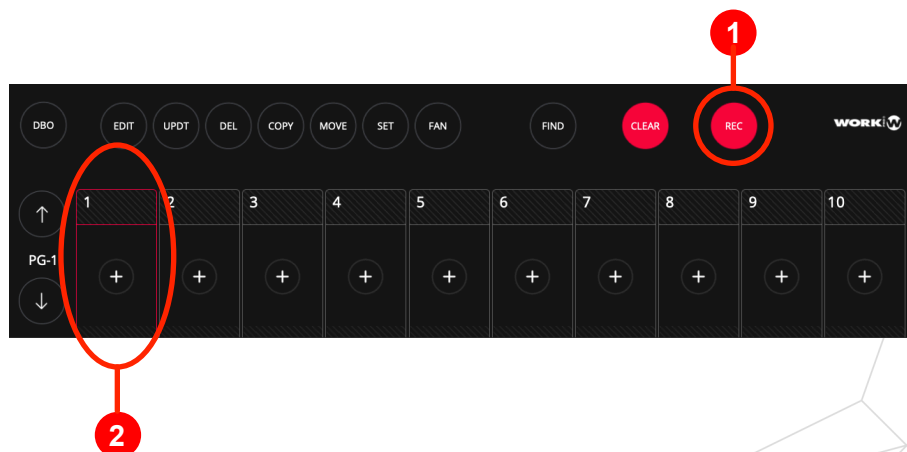 1
DBO EDIT UPDT DEL COPY MOVE SET FAN FIND CLEAR REC WORK W
1 2 3 4 5 6 7 8 9 10
PG-1
2